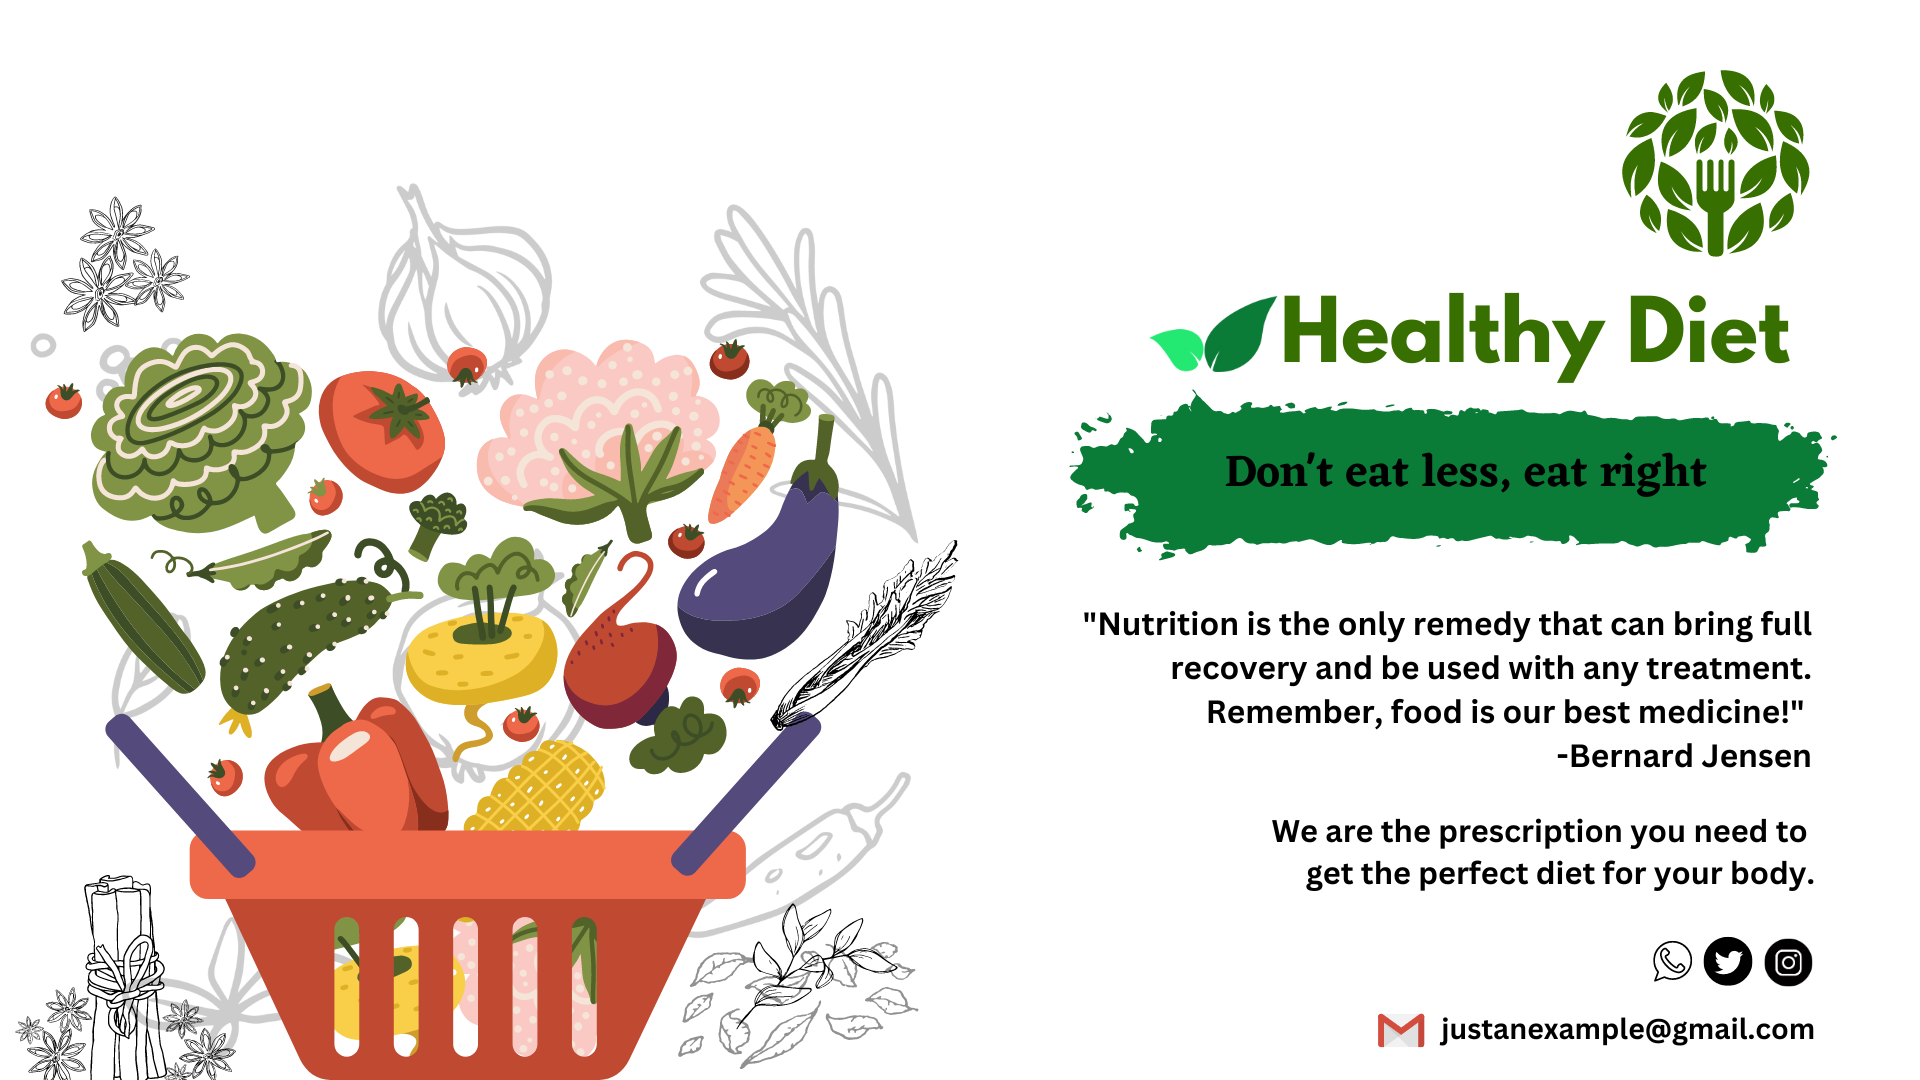 Healthy Diet
Don't eat less, eat right
"Nutrition is the only remedy that can bring full
recovery and be used with any treatment.
Remember, food is our best medicine!"
-Bernard Jensen
We are the prescription you need to
get the perfect diet for your body.
justanexample@gmail.com